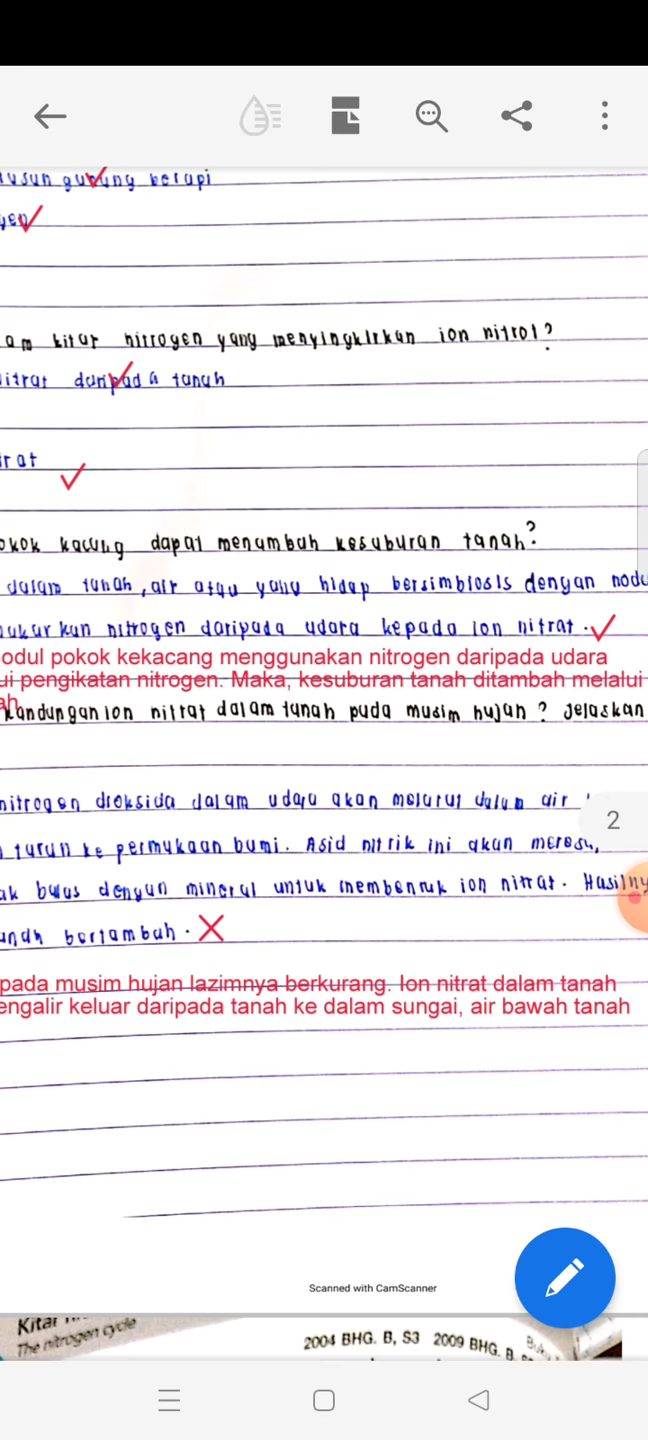 usun gunung berapi
yen
am kitar nitrogen yang menyingkirkan ion nitrat?
itrat daripada tanah
rat
okok kacang dapat menambah kesuburan tanah?
dalam tanah, air atau yang hidup bersimbiosis dengan nodu
ukarkan nitrogen daripada udara kepada ion nitrat.
odul pokok kekacang menggunakan nitrogen daripada udara
ui pengikatan nitrogen. Maka, kesuburan tanah ditambah melalui
ah
kandungan ion nitrat dalam tanah pada musim hujan? Jelaskan
nitrogen dioksida dalam udara akan melarut dalam air
turun ke permukaan bumi. Asid nitrik ini akan
2
ak balas dengan mineral untuk membentuk ion nitrat. Hasilny
anah bertambah.
pada musim hujan lazimnya berkurang. Ion nitrat dalam tanah
engalir keluar daripada tanah ke dalam sungai, air bawah tanah
Scanned with CamScanner
Kitar
The nitrogen cycle
2004 BHG. B, S3 2009 BHG. B,